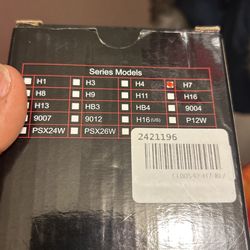 Series Models
H1 H3 H4 H7
H8 H9 H11 H16
H13 HB3 HB4 9004
9007 9012 H16(US) P12W
PSX24W PSX26W
2421196